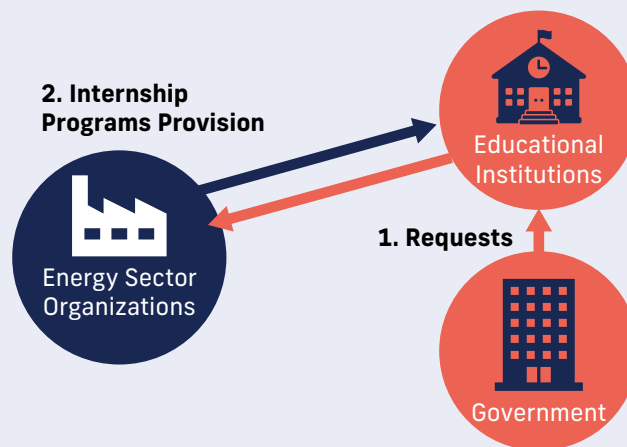 2. Internship
Programs Provision
Educational
Institutions
1. Requests
Energy Sector
Organizations
Government